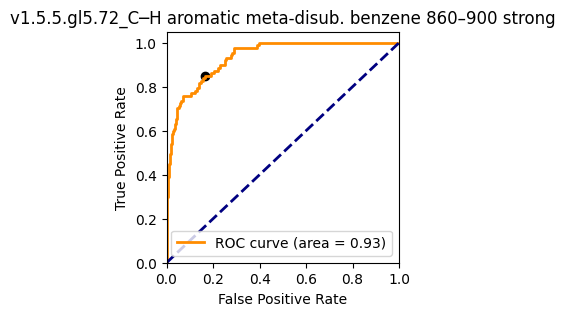 v1.5.5.gl5.72_C─H aromatic meta-disub. benzene 860–900 strong
1.0
0.8
0.6
0.4
0.2
0.0
True Positive Rate
ROC curve (area = 0.93)
0.0 0.2 0.4 0.6 0.8 1.0
False Positive Rate